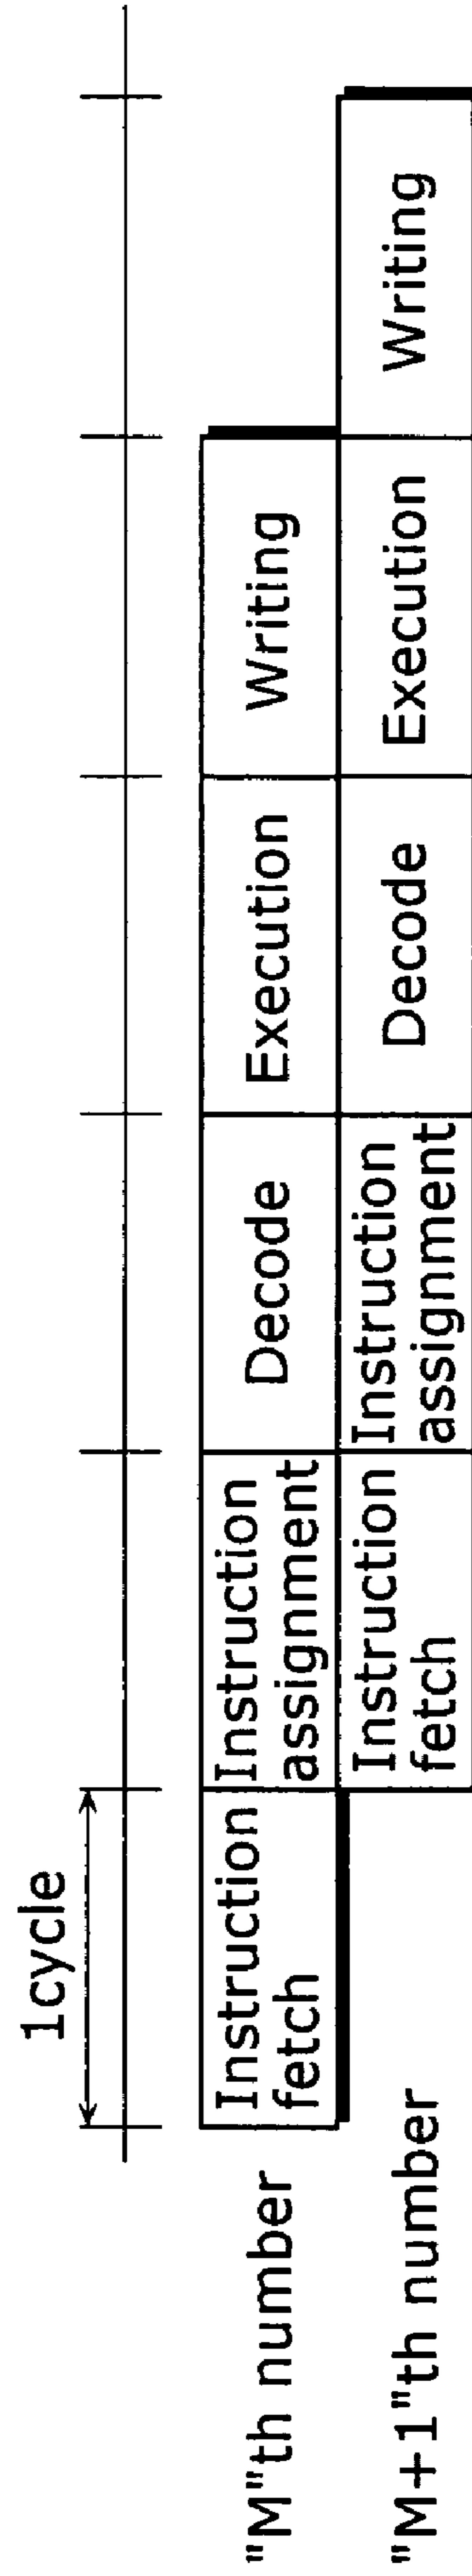 1cycle
"M"th number
Instruction
fetch
Instruction
assignment
Decode
Execution
Writing
"M+1"th number
Instruction
fetch
Instruction
assignment
Decode
Execution
Writing